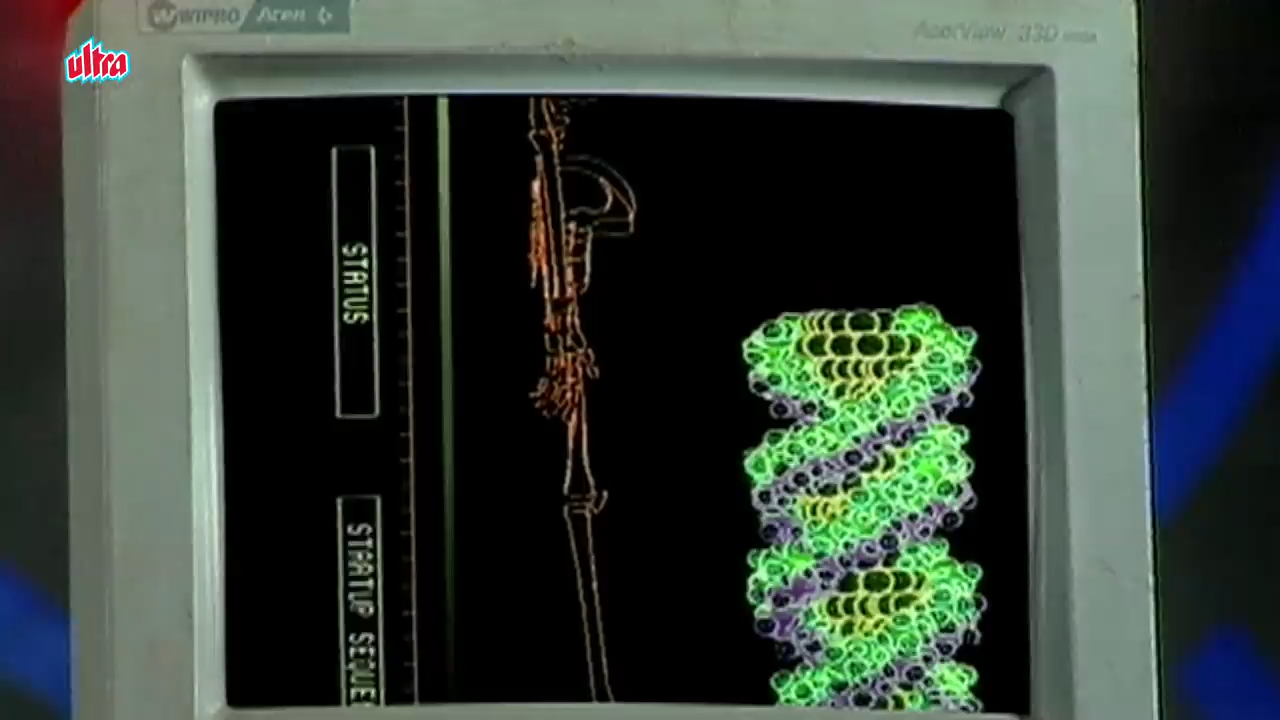 WIPRO Acer
AcerView 33D
ultra
STATUS
STARTUP SEQUE